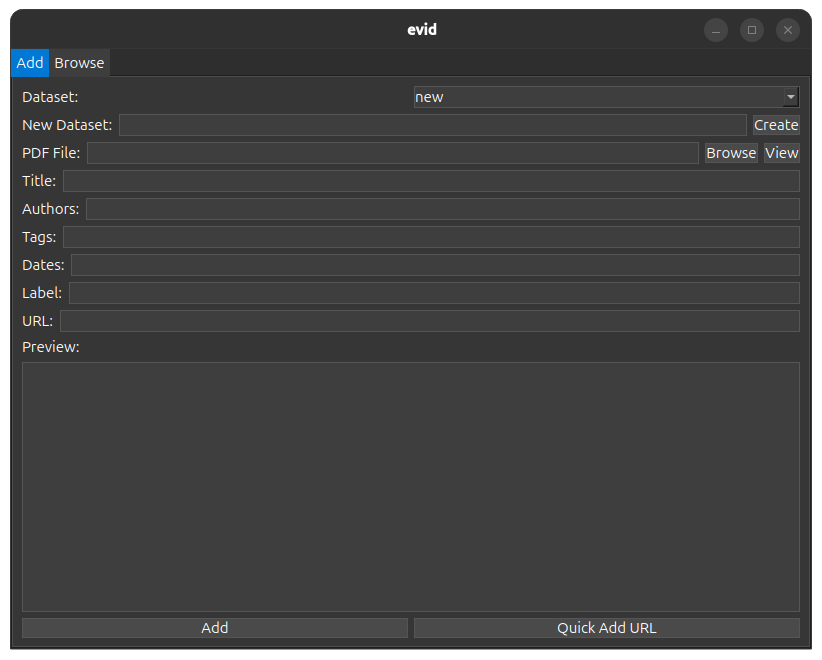 evid
Add Browse
Dataset: new
New Dataset: Create
PDF File: Browse View
Title:
Authors:
Tags:
Dates:
Label:
URL:
Preview:
Add Quick Add URL